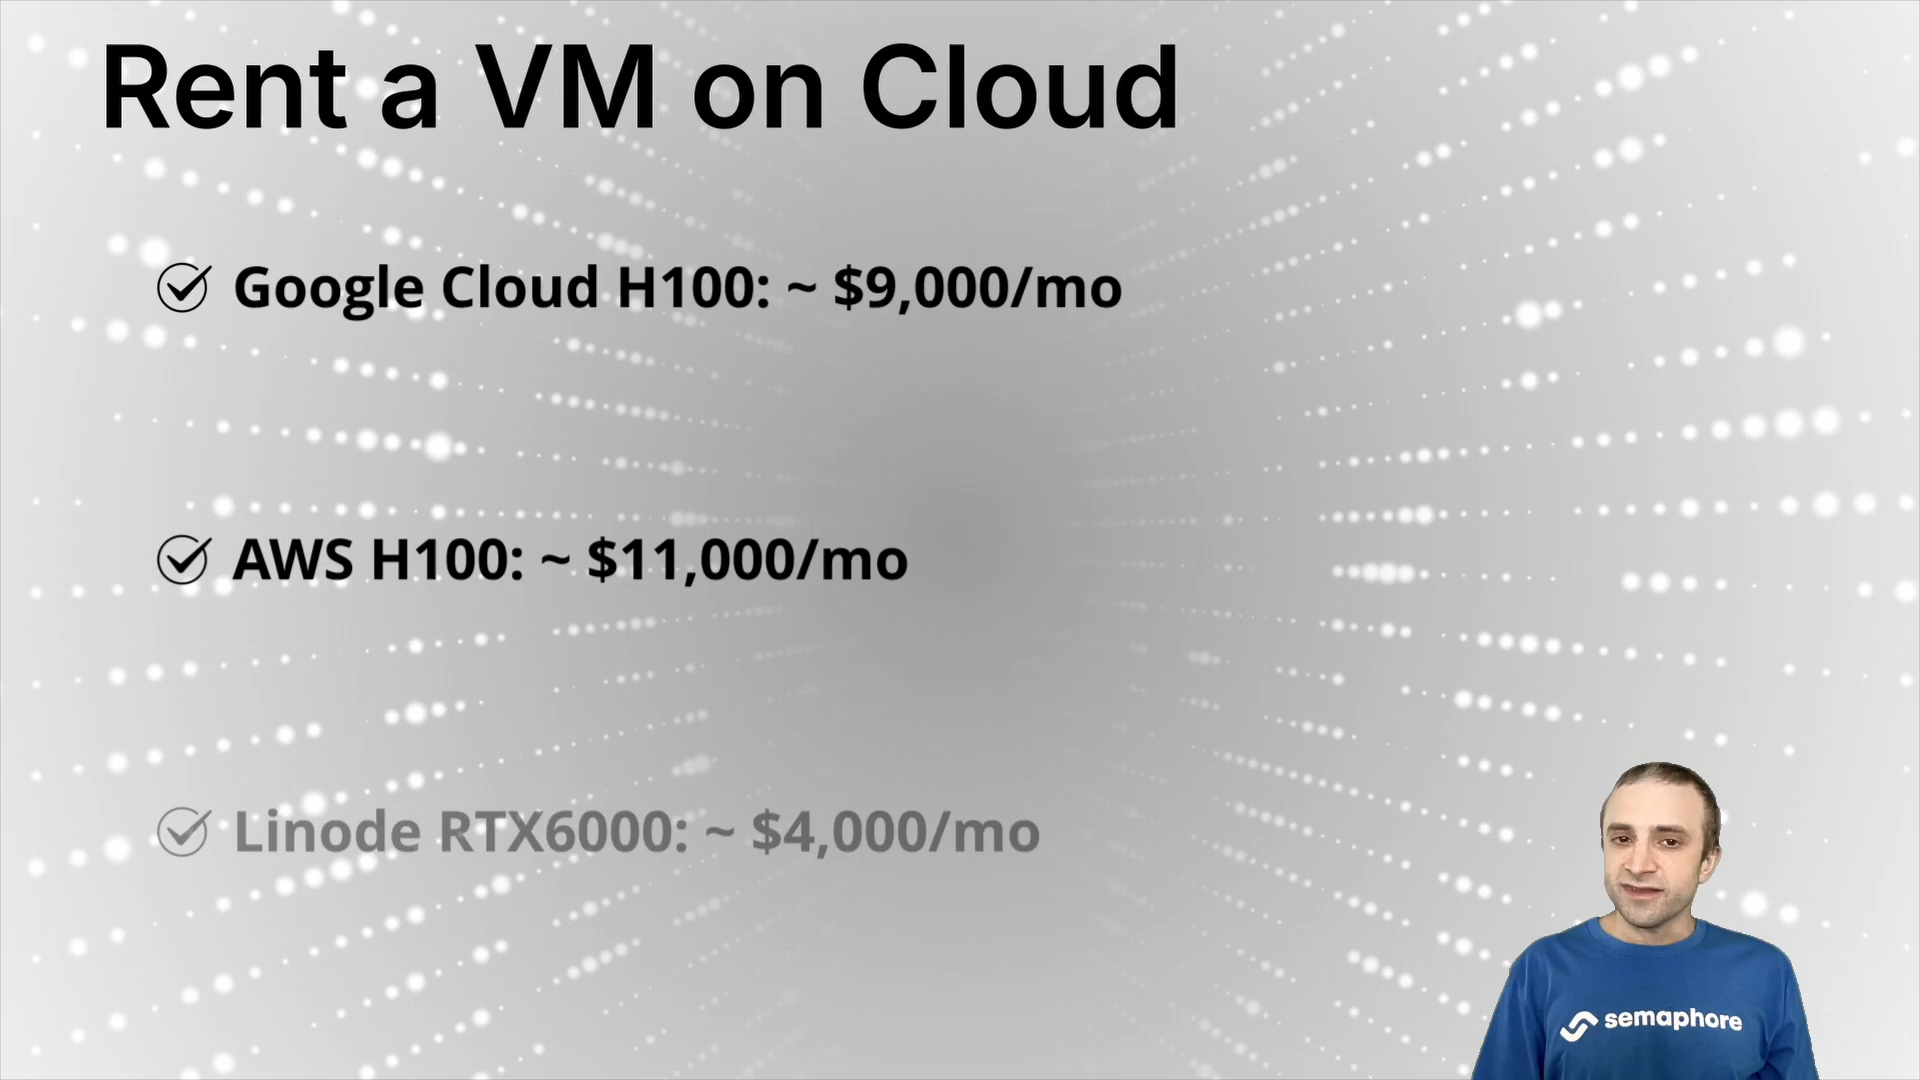 Rent a VM on Cloud
Google Cloud H100: ~ $9,000/mo
AWS H100: ~ $11,000/mo
Linode RTX6000: ~ $4,000/mo
semaphore